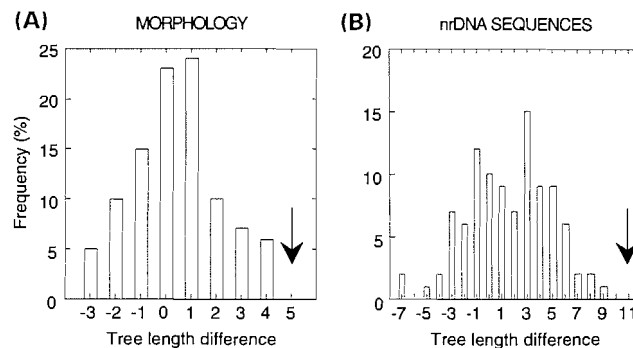 (A) MORPHOLOGY
25
20
15
10
5
0
Frequency (%)
-3 -2 -1 0 1 2 3 4 5
Tree length difference
(B) nrDNA SEQUENCES
20
15
10
5
0
-7 -5 -3 -1 1 3 5 7 9 11
Tree length difference